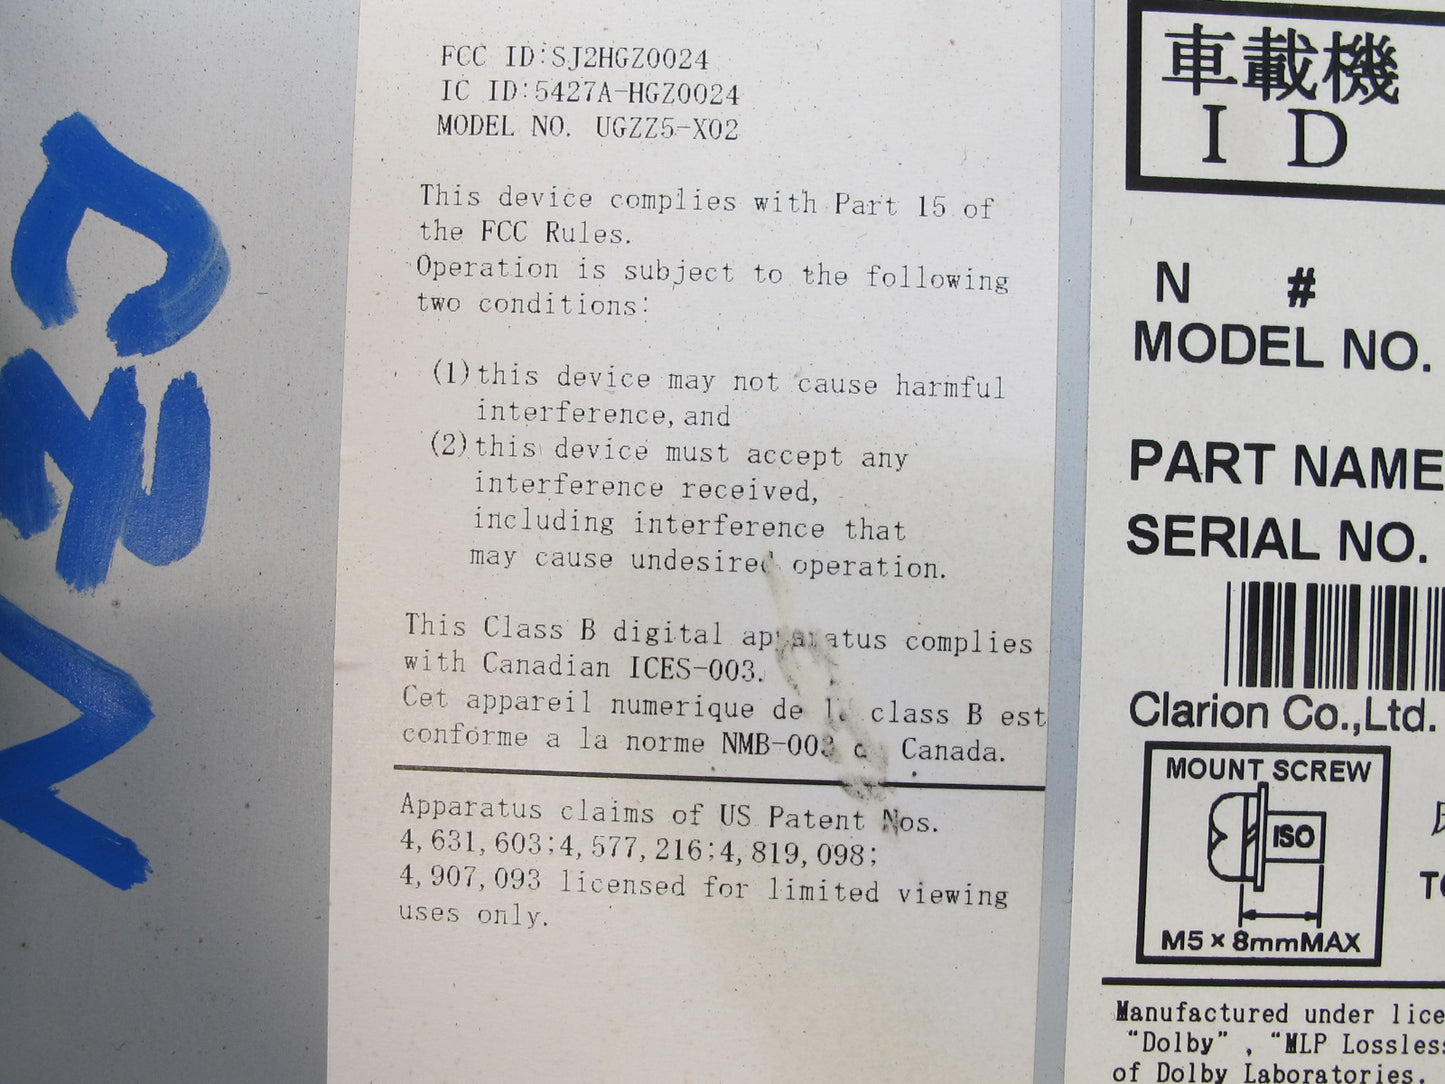 FCC ID:SJ2HGZ0024
IC ID:5427A-HGZ0024
MODEL NO. UGZZ5-X02
This device complies with Part 15 of
the FCC Rules.
Operation is subject to the following
two conditions:
(1)this device may not cause harmful
interference, and
(2)this device must accept any
interference received,
including interference that
may cause undesired operation.
This Class B digital apparatus complies
with Canadian ICES-003.
Cet appareil numerique de la class B est
conforme a la norme NMB-003 Canada.
Apparatus claims of US Patent Nos.
4,631,603;4,577,216;4,819,098;
4,907,093 licensed for limited viewing
uses only.
車載機
ID
N #
MODEL NO.
PART NAME
SERIAL NO.
Clarion Co.,Ltd.
MOUNT SCREW
ISO
M5×8mmMAX
Manufactured under
"Dolby", "MLP
of Dolby Laboratories.